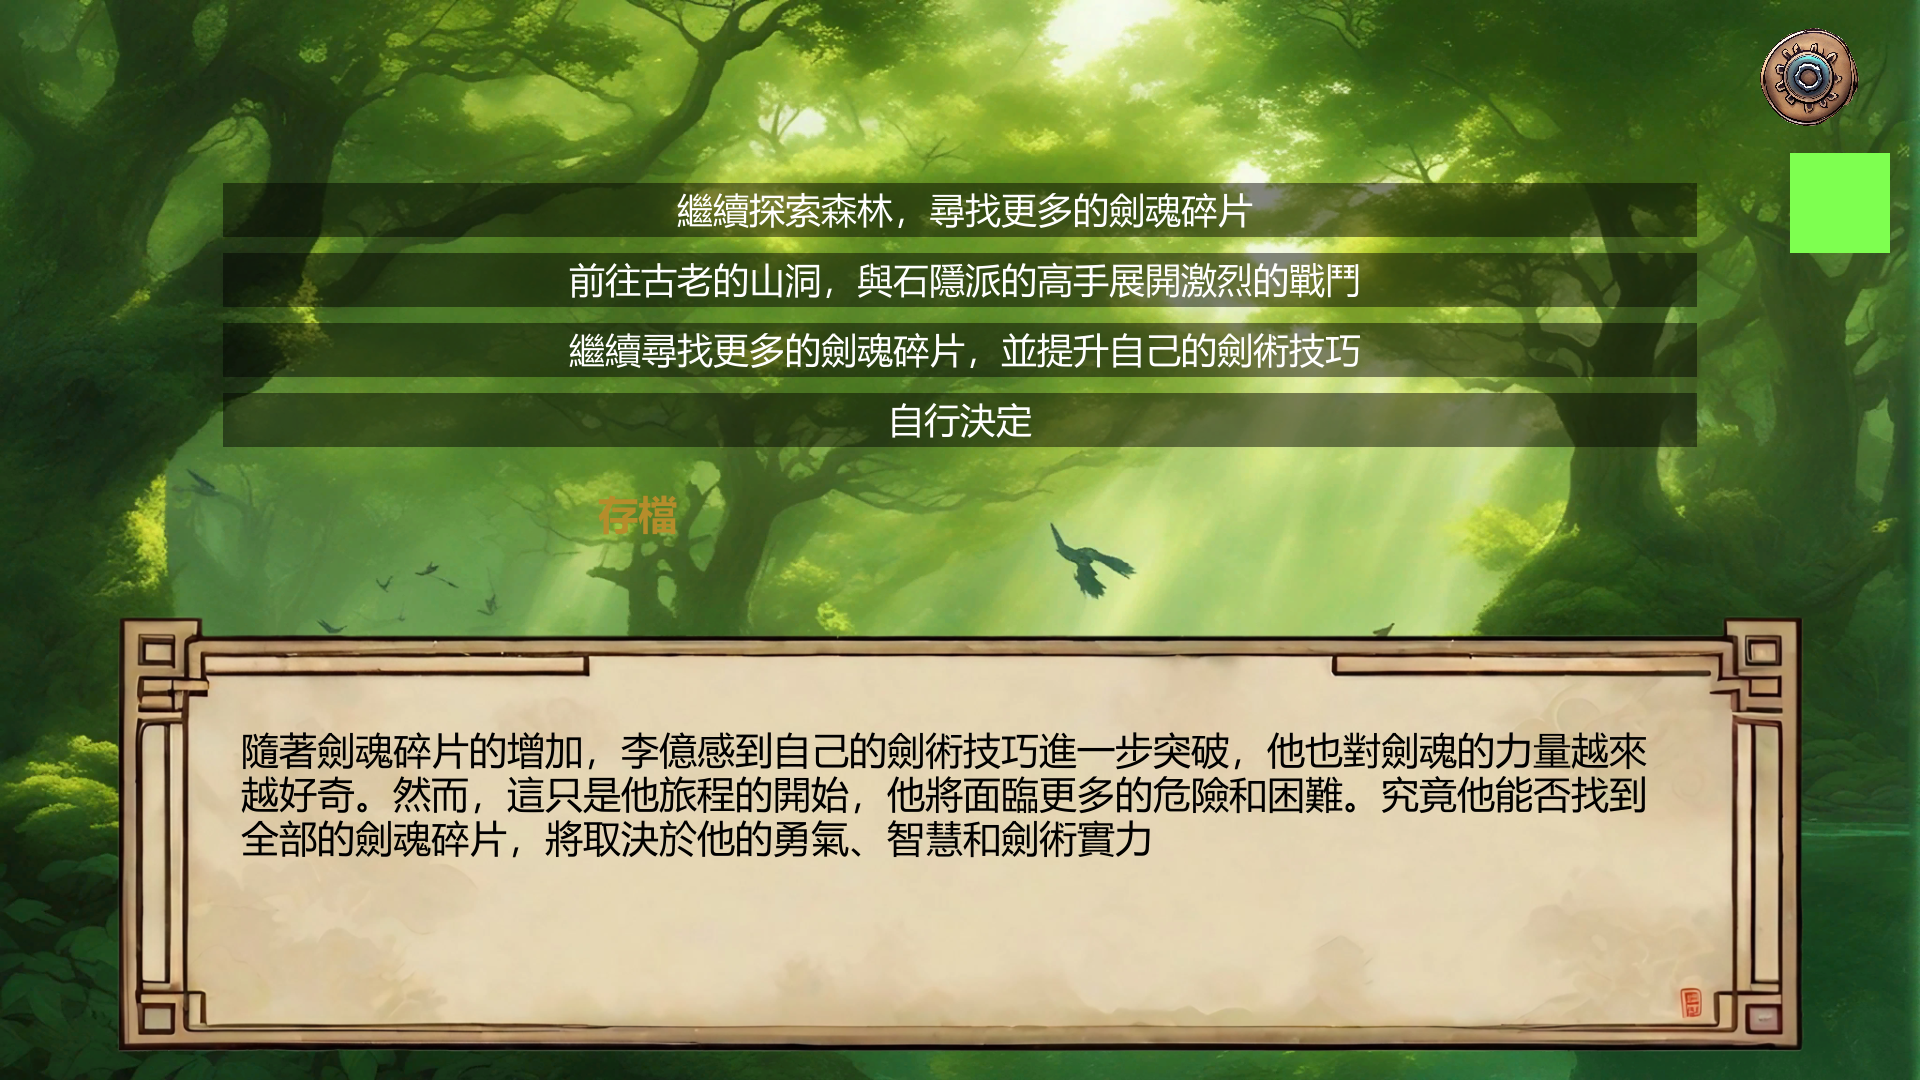 繼續探索森林，尋找更多的劍魂碎片
前往古老的山洞，與石隱派的高手展開激烈的戰鬥
繼續尋找更多的劍魂碎片，並提升自己的劍術技巧
自行決定
存檔
隨著劍魂碎片的增加，李億感到自己的劍術技巧進一步突破，他也對劍魂的力量越來
越好奇。然而，這只是他旅程的開始，他將面臨更多的危險和困難。究竟他能否找到
全部的劍魂碎片，將取決於他的勇氣、智慧和劍術實力